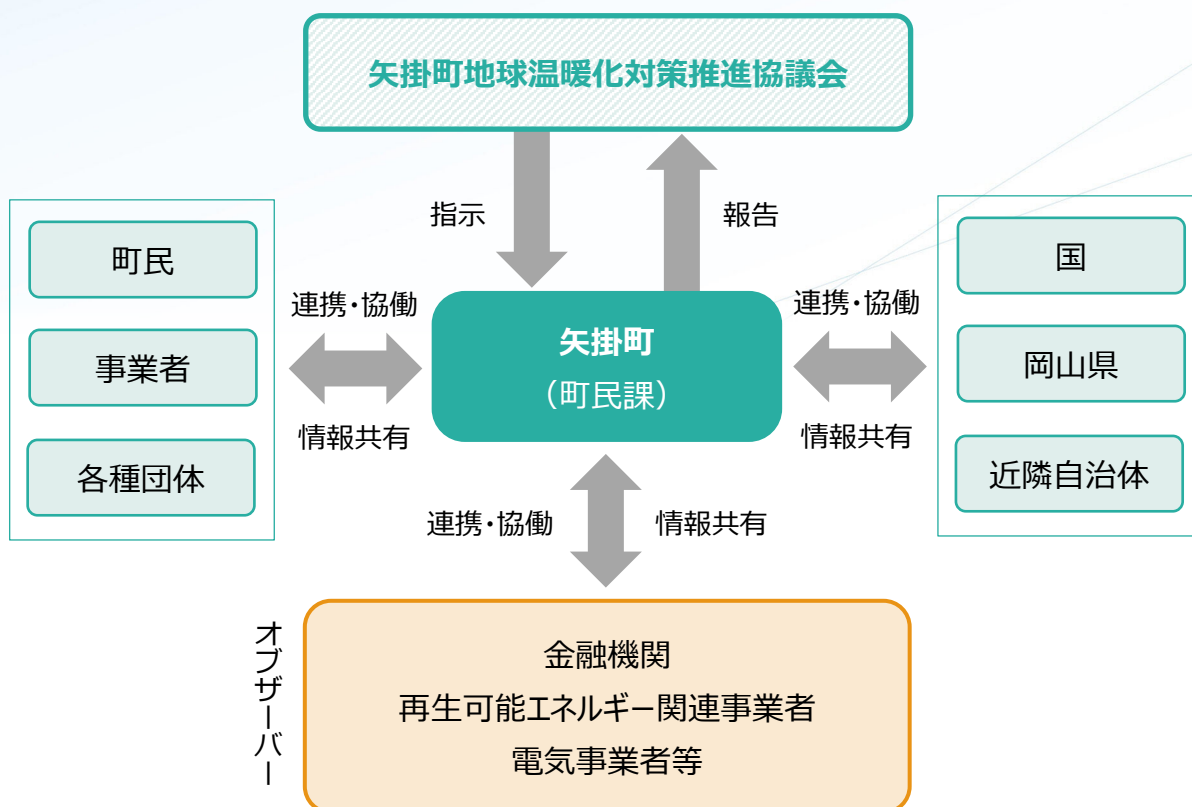 矢掛町地球温暖化対策推進協議会
指示
報告
町民
事業者
各種団体
連携・協働
情報共有
矢掛町
（町民課）
連携・協働
情報共有
国
岡山県
近隣自治体
連携・協働
情報共有
オブザーバー
金融機関
再生可能エネルギー関連事業者
電気事業者等